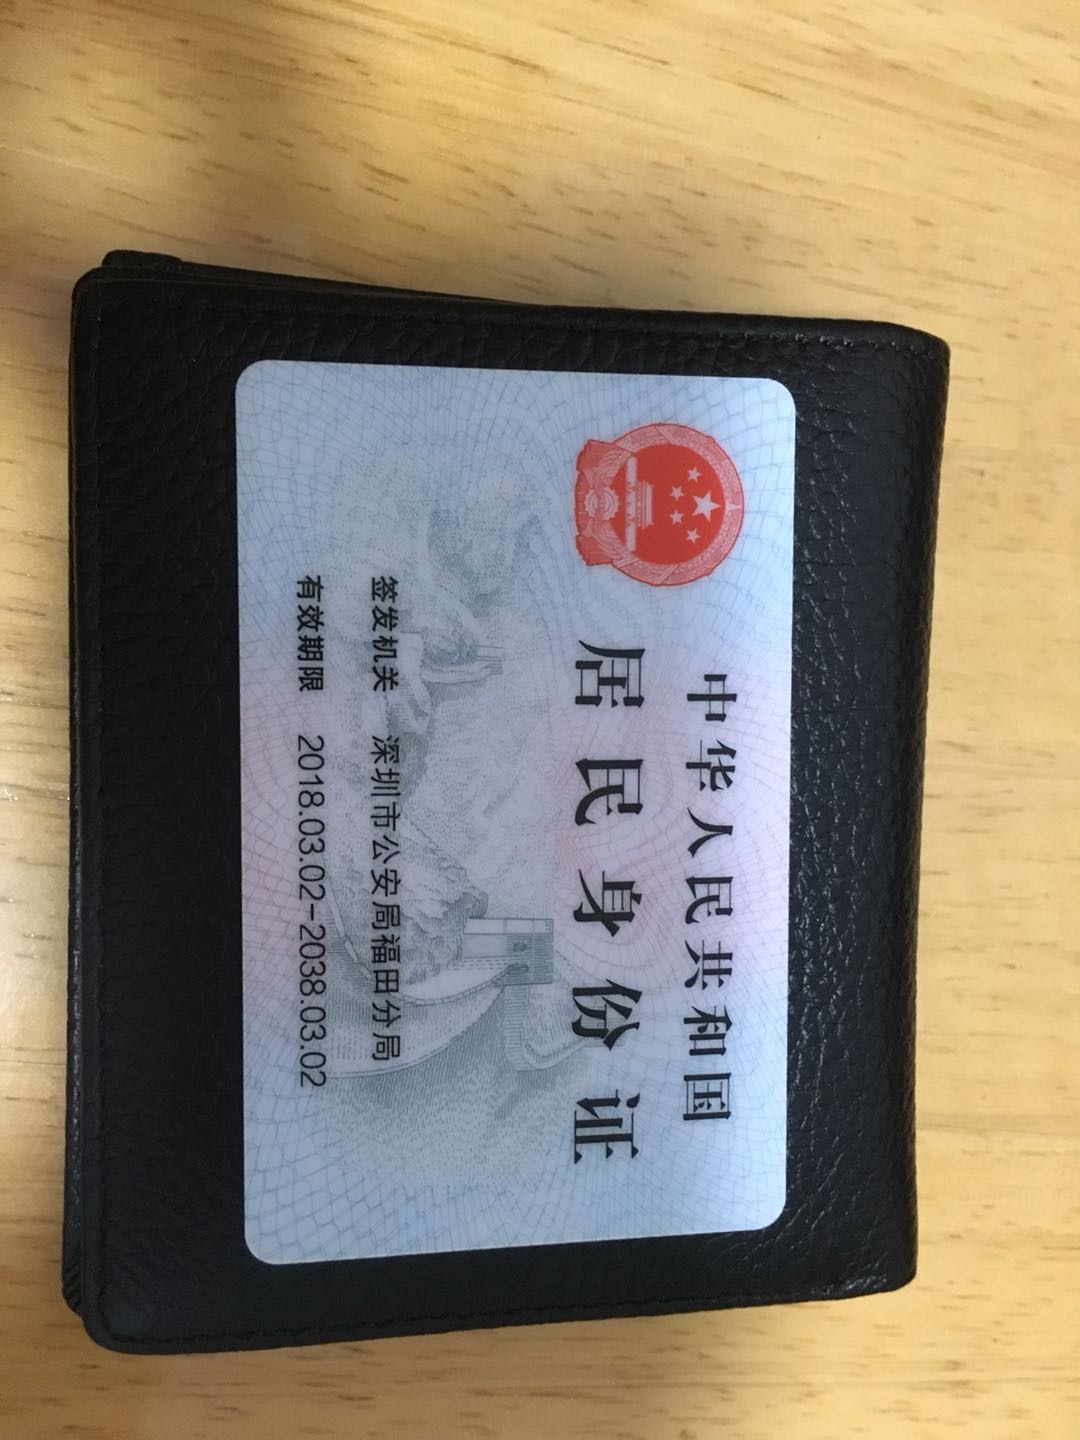 中华人民共和国
居民身份证
签发机关 深圳市公安局福田分局
有效期限 2018.03.02-2038.03.02